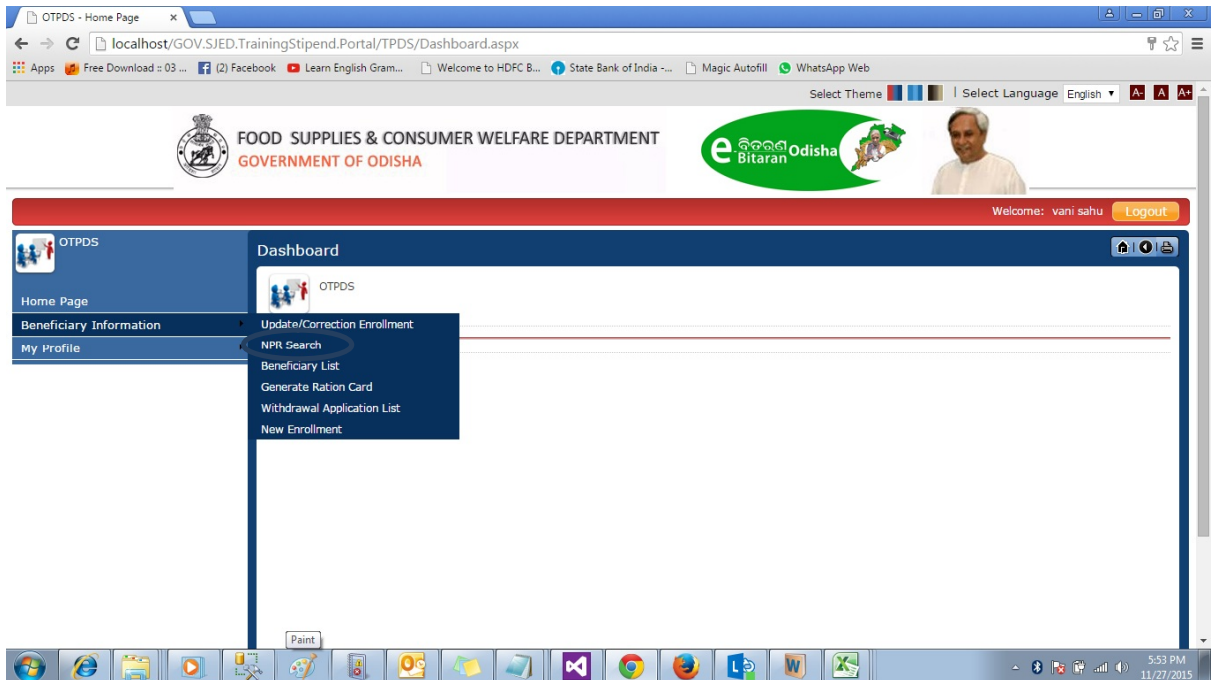 OTPDS - Home Page
localhost/GOV.SJED.TrainingStipend.Portal/TPDS/Dashboard.aspx
Apps Free Download :: 03 ... (2) Facebook Learn English Gram... Welcome to HDFC B... State Bank of India -... Magic Autofill WhatsApp Web
Select Theme | Select Language English A- A A+
FOOD SUPPLIES & CONSUMER WELFARE DEPARTMENT
GOVERNMENT OF ODISHA
e-ବିତରଣ Bitaran Odisha
Welcome: vani sahu Logout
OTPDS
Dashboard
OTPDS
Home Page
Beneficiary Information
My Profile
Update/Correction Enrollment
NPR Search
Beneficiary List
Generate Ration Card
Withdrawal Application List
New Enrollment
Paint
5:53 PM
11/27/2015